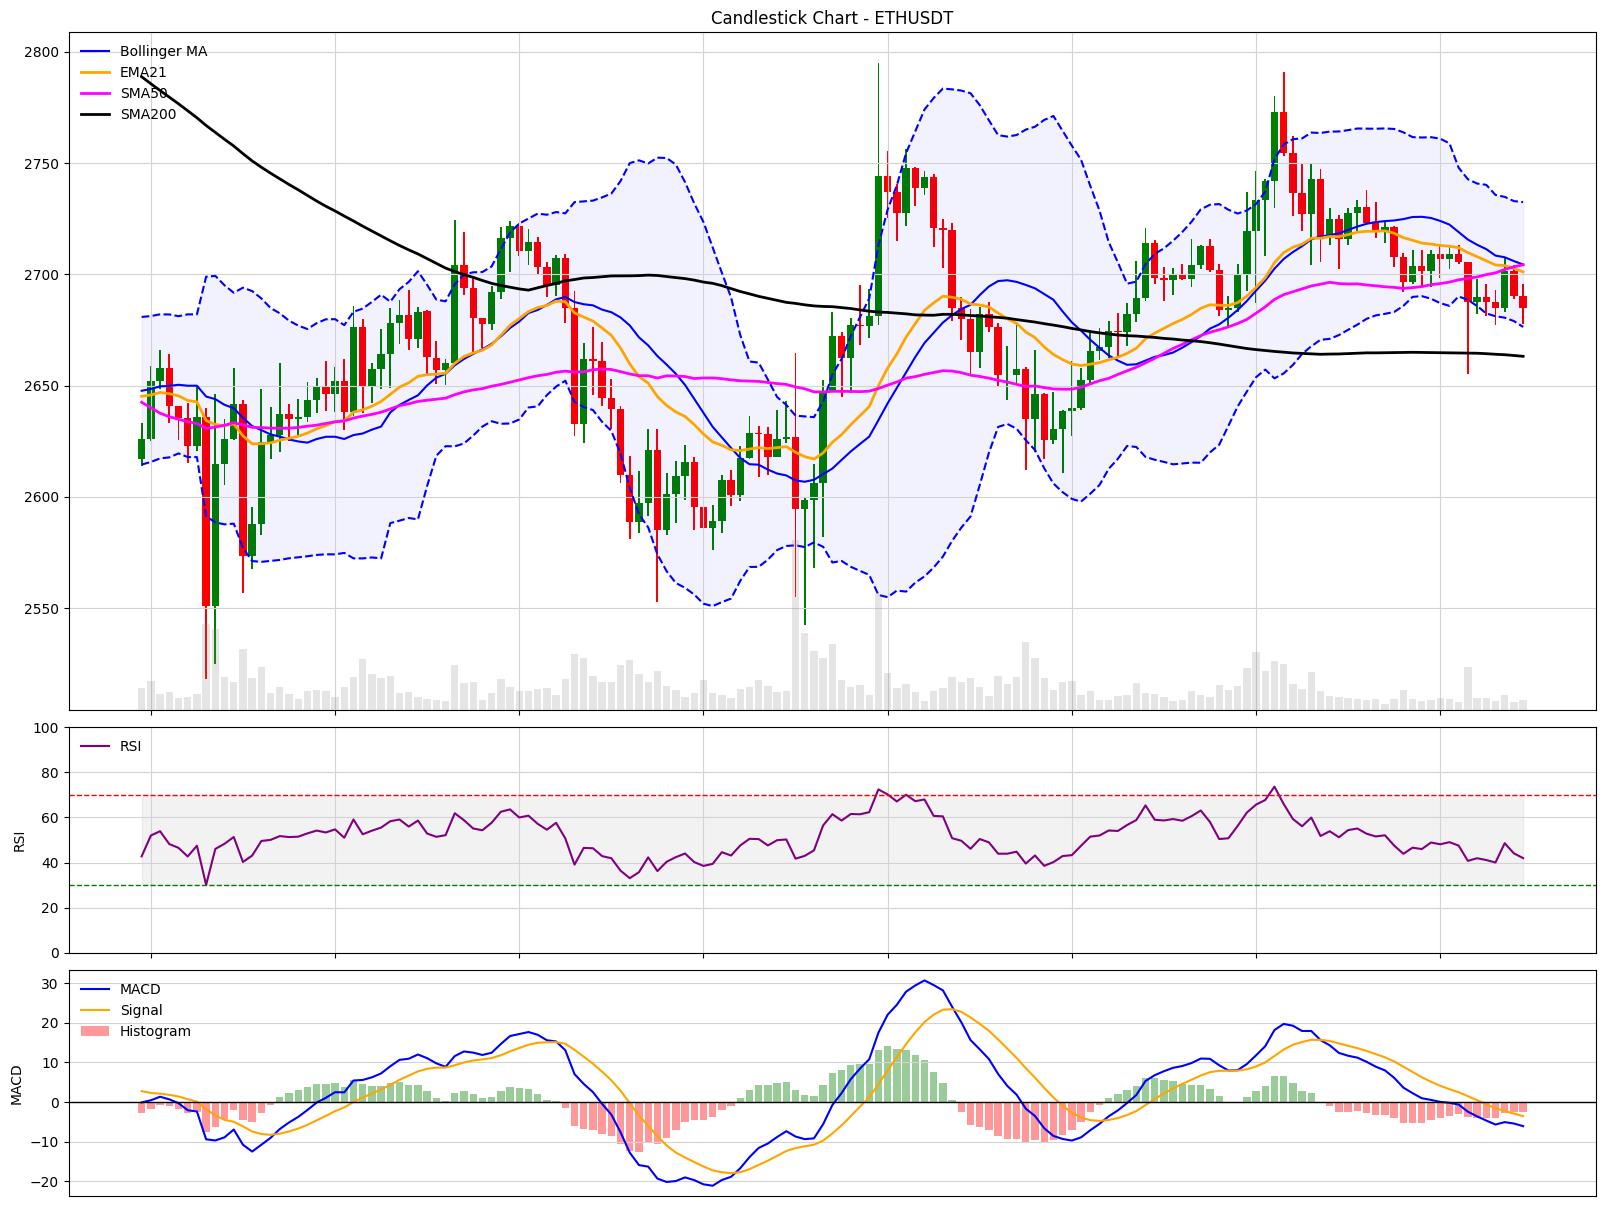 Candlestick Chart - ETHUSDT
Bollinger MA
EMA21
SMA50
SMA200
2800
2750
2700
2650
2600
2550
RSI
100
80
60
40
20
0
RSI
MACD
Signal
Histogram
30
20
10
0
−10
−20
MACD